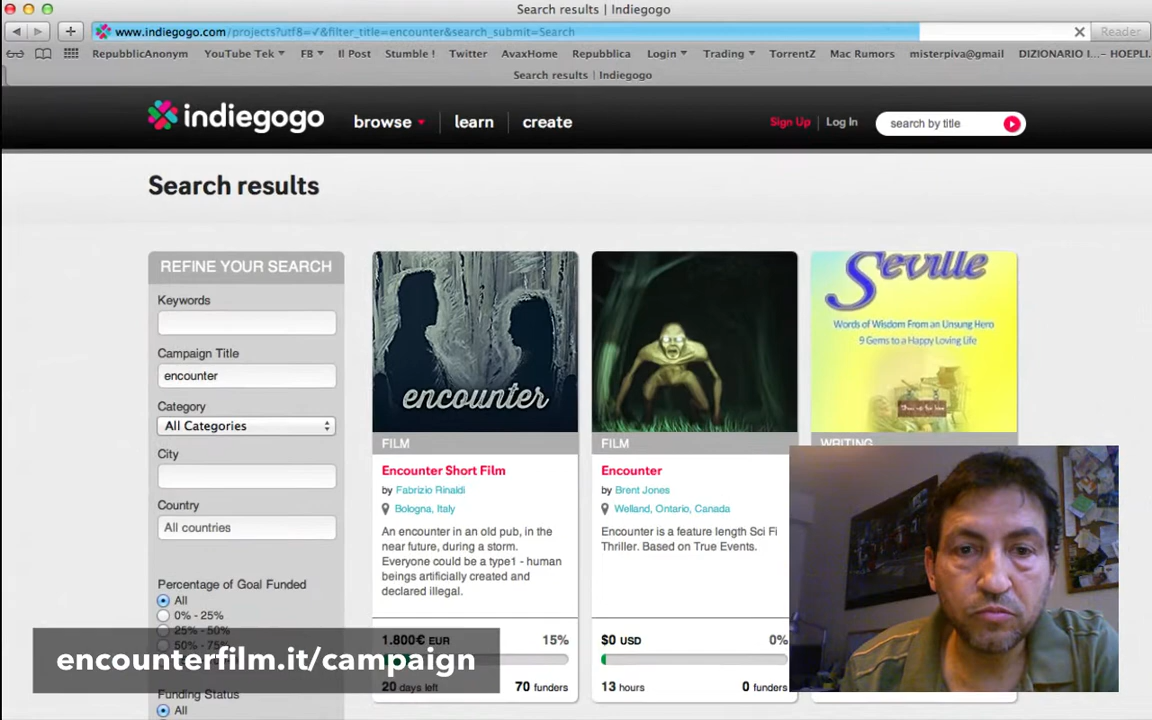 Search results | Indiegogo
www.indiegogo.com/projects?utf8=✓&filter_title=encounter&search_submit=Search
Reader
RepubblicAnonym YouTube Tek FB Il Post Stumble ! Twitter AvaxHome Repubblica Login Trading TorrentZ Mac Rumors misterpiva@gmail DIZIONARIO I...– HOEPLI.
Search results | Indiegogo
indiegogo browse learn create
Sign Up | Log In
search by title
Search results
REFINE YOUR SEARCH
Keywords
Campaign Title
encounter
Category
All Categories
City
Country
All countries
Percentage of Goal Funded
All
0% - 25%
25% - 50%
50% - 75%
Funding Status
All
encounter
FILM
Encounter Short Film
by Fabrizio Rinaldi
Bologna, Italy
An encounter in an old pub, in the
near future, during a storm.
Everyone could be a type1 - human
beings artificially created and
declared illegal.
1.800€ EUR 15%
20 days left 70 funders
FILM
Encounter
by Brent Jones
Welland, Ontario, Canada
Encounter is a feature length Sci Fi
Thriller. Based on True Events.
$0 USD 0%
13 hours 0 funders
Seville
Words of Wisdom From an Unsung Hero
9 Gems to a Happy Loving Life
WRITING
encounterfilm.it/campaign